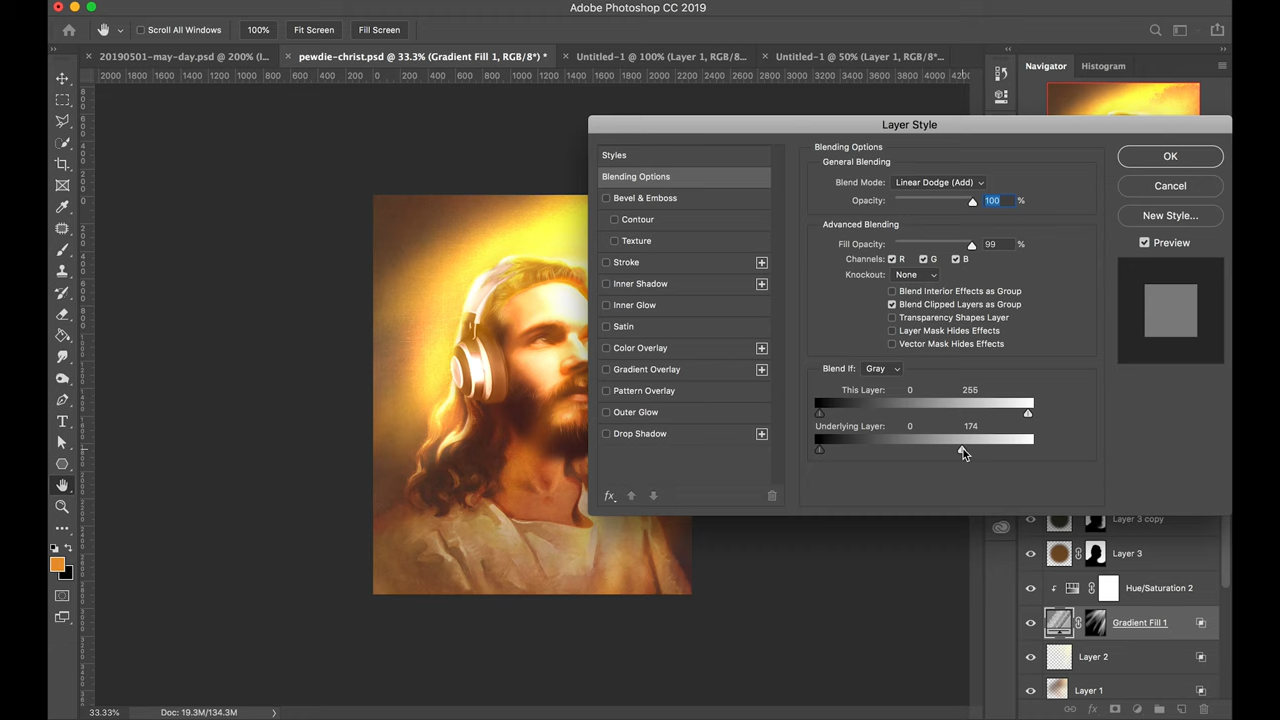 Adobe Photoshop CC 2019
Scroll All Windows 100% Fit Screen Fill Screen
20190501-may-day.psd @ 200% (I... pewdie-christ.psd @ 33.3% (Gradient Fill 1, RGB/8*) * Untitled-1 @ 100% (Layer 1, RGB/8... Untitled-1 @ 50% (Layer 1, RGB/8*...
Navigator Histogram
2000 1800 1600 1400 1200 1000 800 600 400 200 0 200 400 600 800 1000 1200 1400 1600 1800 2000 2200 2400 2600 2800 3000 3200 3400 3600 3800 4000 4200
Layer Style
Styles
Blending Options
Bevel & Emboss
Contour
Texture
Stroke
Inner Shadow
Inner Glow
Satin
Color Overlay
Gradient Overlay
Pattern Overlay
Outer Glow
Drop Shadow
fx
Blending Options
General Blending
Blend Mode: Linear Dodge (Add)
Opacity: 100 %
Advanced Blending
Fill Opacity: 99 %
Channels: R G B
Knockout: None
Blend Interior Effects as Group
Blend Clipped Layers as Group
Transparency Shapes Layer
Layer Mask Hides Effects
Vector Mask Hides Effects
Blend If: Gray
This Layer: 0 255
Underlying Layer: 0 174
OK
Cancel
New Style...
Preview
Layer 3 copy
Layer 3
Hue/Saturation 2
Gradient Fill 1
Layer 2
Layer 1
fx
33.33% Doc: 19.3M/134.3M